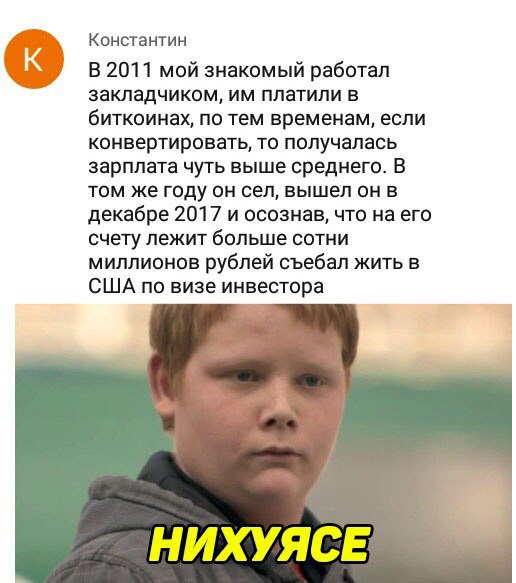 К
Константин
В 2011 мой знакомый работал
закладчиком, им платили в
биткоинах, по тем временам, если
конвертировать, то получалась
зарплата чуть выше среднего. В
том же году он сел, вышел он в
декабре 2017 и осознав, что на его
счету лежит больше сотни
миллионов рублей съебал жить в
США по визе инвестора
НИХУЯСЕ